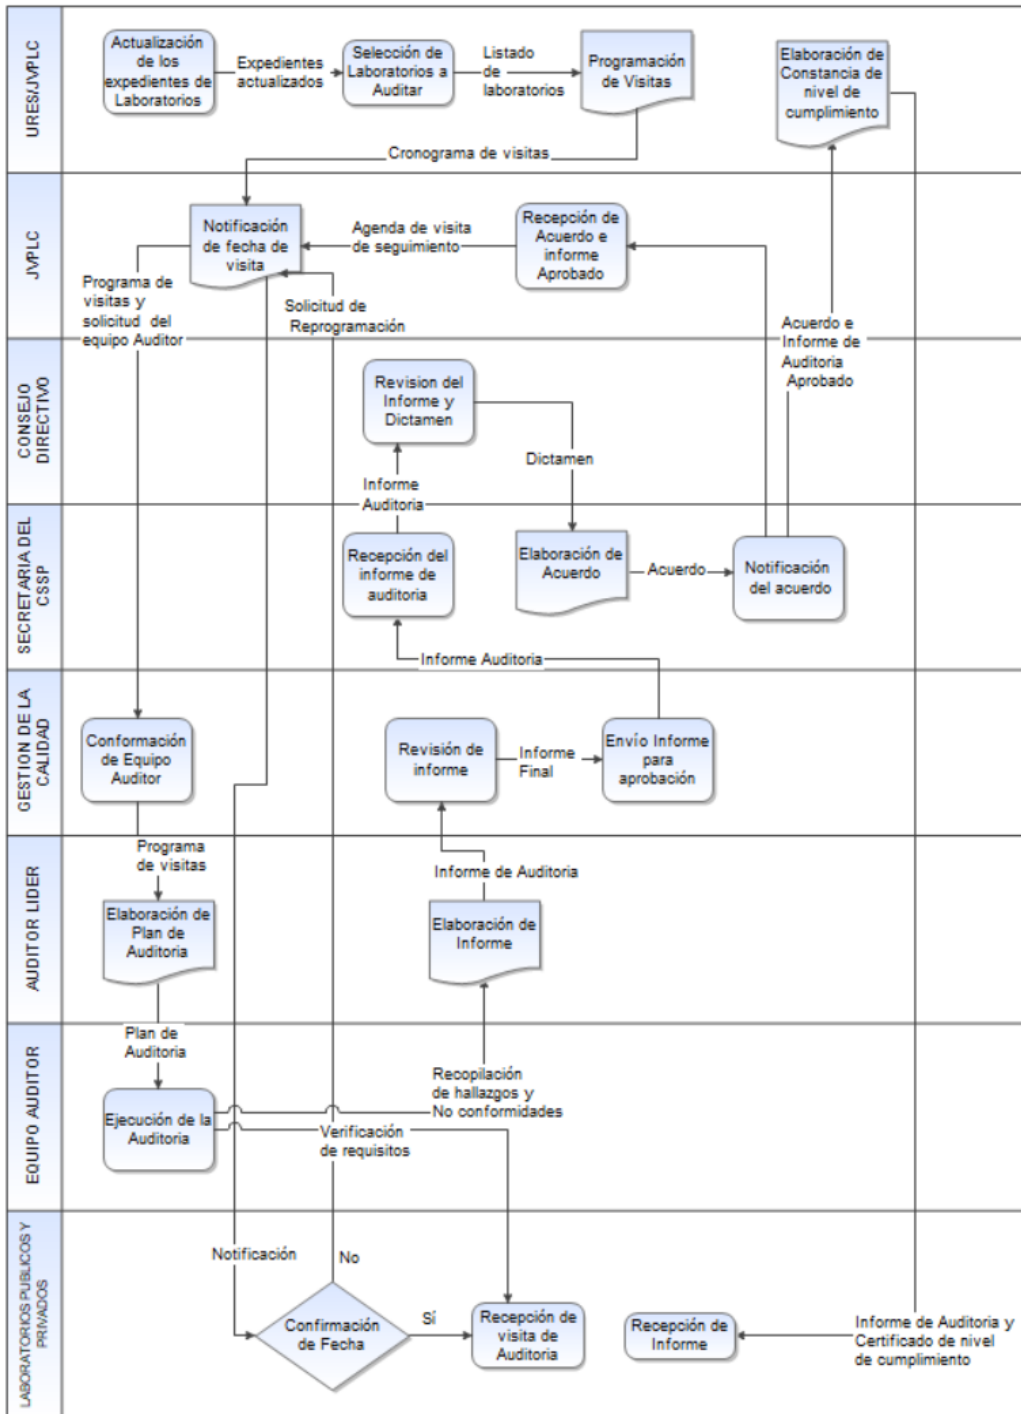 URES/JVPLC
Actualización
de los
expedientes de
Laboratorios
Expedientes
actualizados
Selección de
Laboratorios a
Auditar
Listado
de
laboratorios
Programación
de Visitas
Elaboración de
Constancia de
nivel de
cumplimiento
Cronograma de visitas
JVPLC
Notificación
de fecha de
visita
Agenda de visita
de seguimiento
Recepción de
Acuerdo e
informe
Aprobado
Programa de
visitas y
solicitud del
equipo Auditor
Solicitud de
Reprogramación
Acuerdo e
Informe de
Auditoria
Aprobado
CONSEJO
DIRECTIVO
Revision del
Informe y
Dictamen
Dictamen
Informe
Auditoria
SECRETARIA DEL
CSSP
Recepción del
informe de
auditoria
Elaboración de
Acuerdo
Acuerdo
Notificación
del acuerdo
Informe Auditoria
GESTION DE LA
CALIDAD
Conformación
de Equipo
Auditor
Revisión de
informe
Informe
Final
Envío Informe
para
aprobación
AUDITOR LIDER
Programa
de visitas
Informe de Auditoria
Elaboración de
Plan de
Auditoria
Elaboración de
Informe
EQUIPO AUDITOR
Plan de
Auditoria
Recopilación
de hallazgos y
No conformidades
Ejecución de la
Auditoria
Verificación
de requisitos
LABORATORIOS PUBLICOS Y
PRIVADOS
Notificación
No
Confirmación
de Fecha
Sí
Recepción de
visita de
Auditoria
Recepción de
Informe
Informe de Auditoria y
Certificado de nivel
de cumplimiento